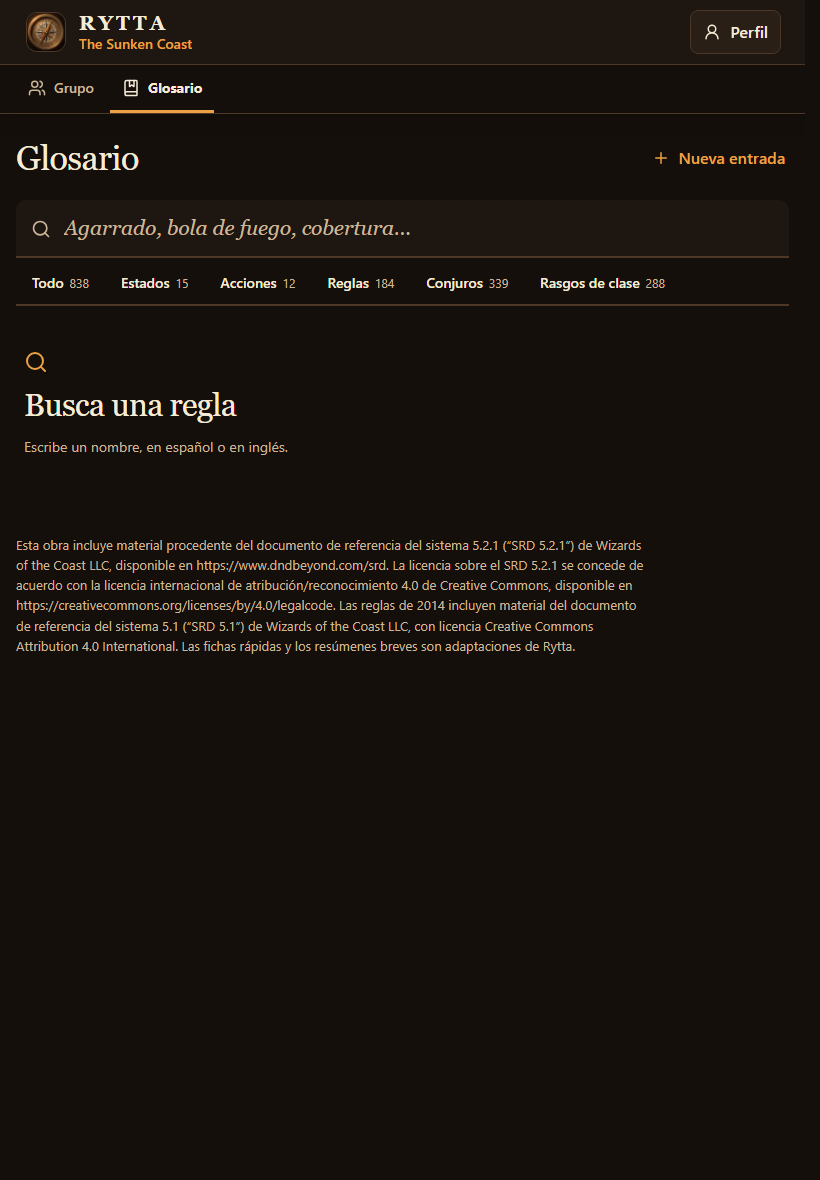 RYTTA
The Sunken Coast
Perfil
Grupo
Glosario
Glosario
Nueva entrada
Agarrado, bola de fuego, cobertura...
Todo 838 Estados 15 Acciones 12 Reglas 184 Conjuros 339 Rasgos de clase 288
Busca una regla
Escribe un nombre, en español o en inglés.
Esta obra incluye material procedente del documento de referencia del sistema 5.2.1 (“SRD 5.2.1”) de Wizards
of the Coast LLC, disponible en https://www.dndbeyond.com/srd. La licencia sobre el SRD 5.2.1 se concede de
acuerdo con la licencia internacional de atribución/reconocimiento 4.0 de Creative Commons, disponible en
https://creativecommons.org/licenses/by/4.0/legalcode. Las reglas de 2014 incluyen material del documento
de referencia del sistema 5.1 (“SRD 5.1”) de Wizards of the Coast LLC, con licencia Creative Commons
Attribution 4.0 International. Las fichas rápidas y los resúmenes breves son adaptaciones de Rytta.